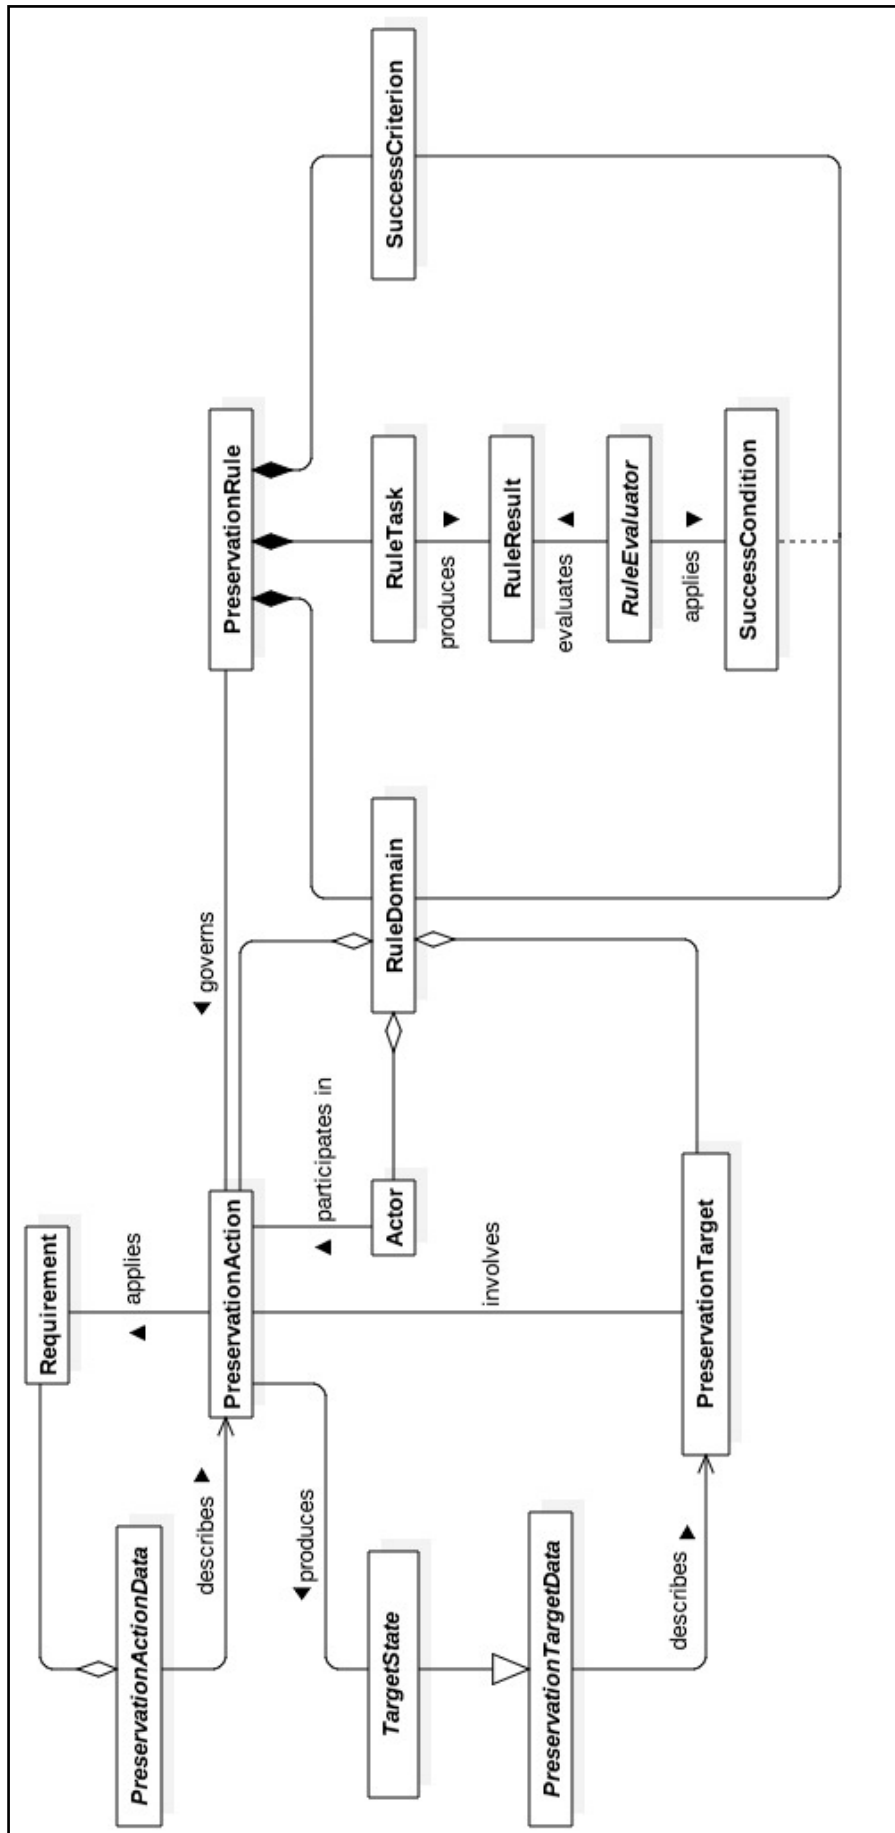 Requirement
PreservationActionData
applies
describes
governs
PreservationAction
PreservationRule
produces
participates in
TargetState
Actor
RuleDomain
RuleTask
SuccessCriterion
produces
involves
RuleResult
PreservationTargetData
evaluates
RuleEvaluator
describes
applies
PreservationTarget
SuccessCondition